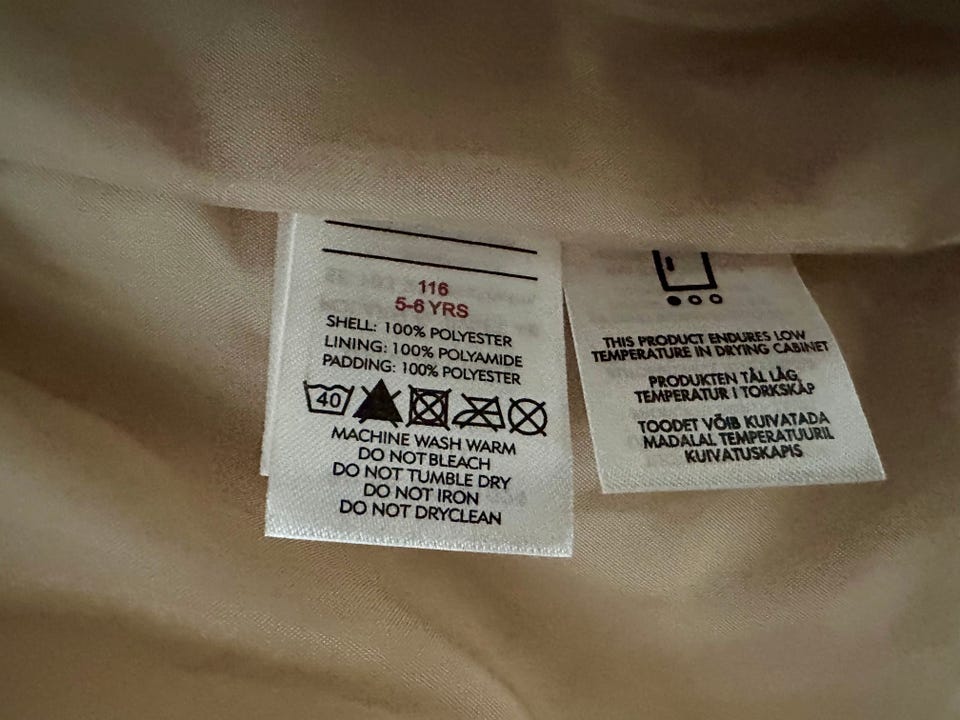 116
5-6 YRS
SHELL: 100% POLYESTER
LINING: 100% POLYAMIDE
PADDING: 100% POLYESTER
40
MACHINE WASH WARM
DO NOT BLEACH
DO NOT TUMBLE DRY
DO NOT IRON
DO NOT DRYCLEAN
THIS PRODUCT ENDURES LOW
TEMPERATURE IN DRYING CABINET
PRODUKTEN TÅL LÅG
TEMPERATUR I TORKSKÅP
TOODET VÕIB KUIVATADA
MADALAL TEMPERATUURIL
KUIVATUSKAPIS